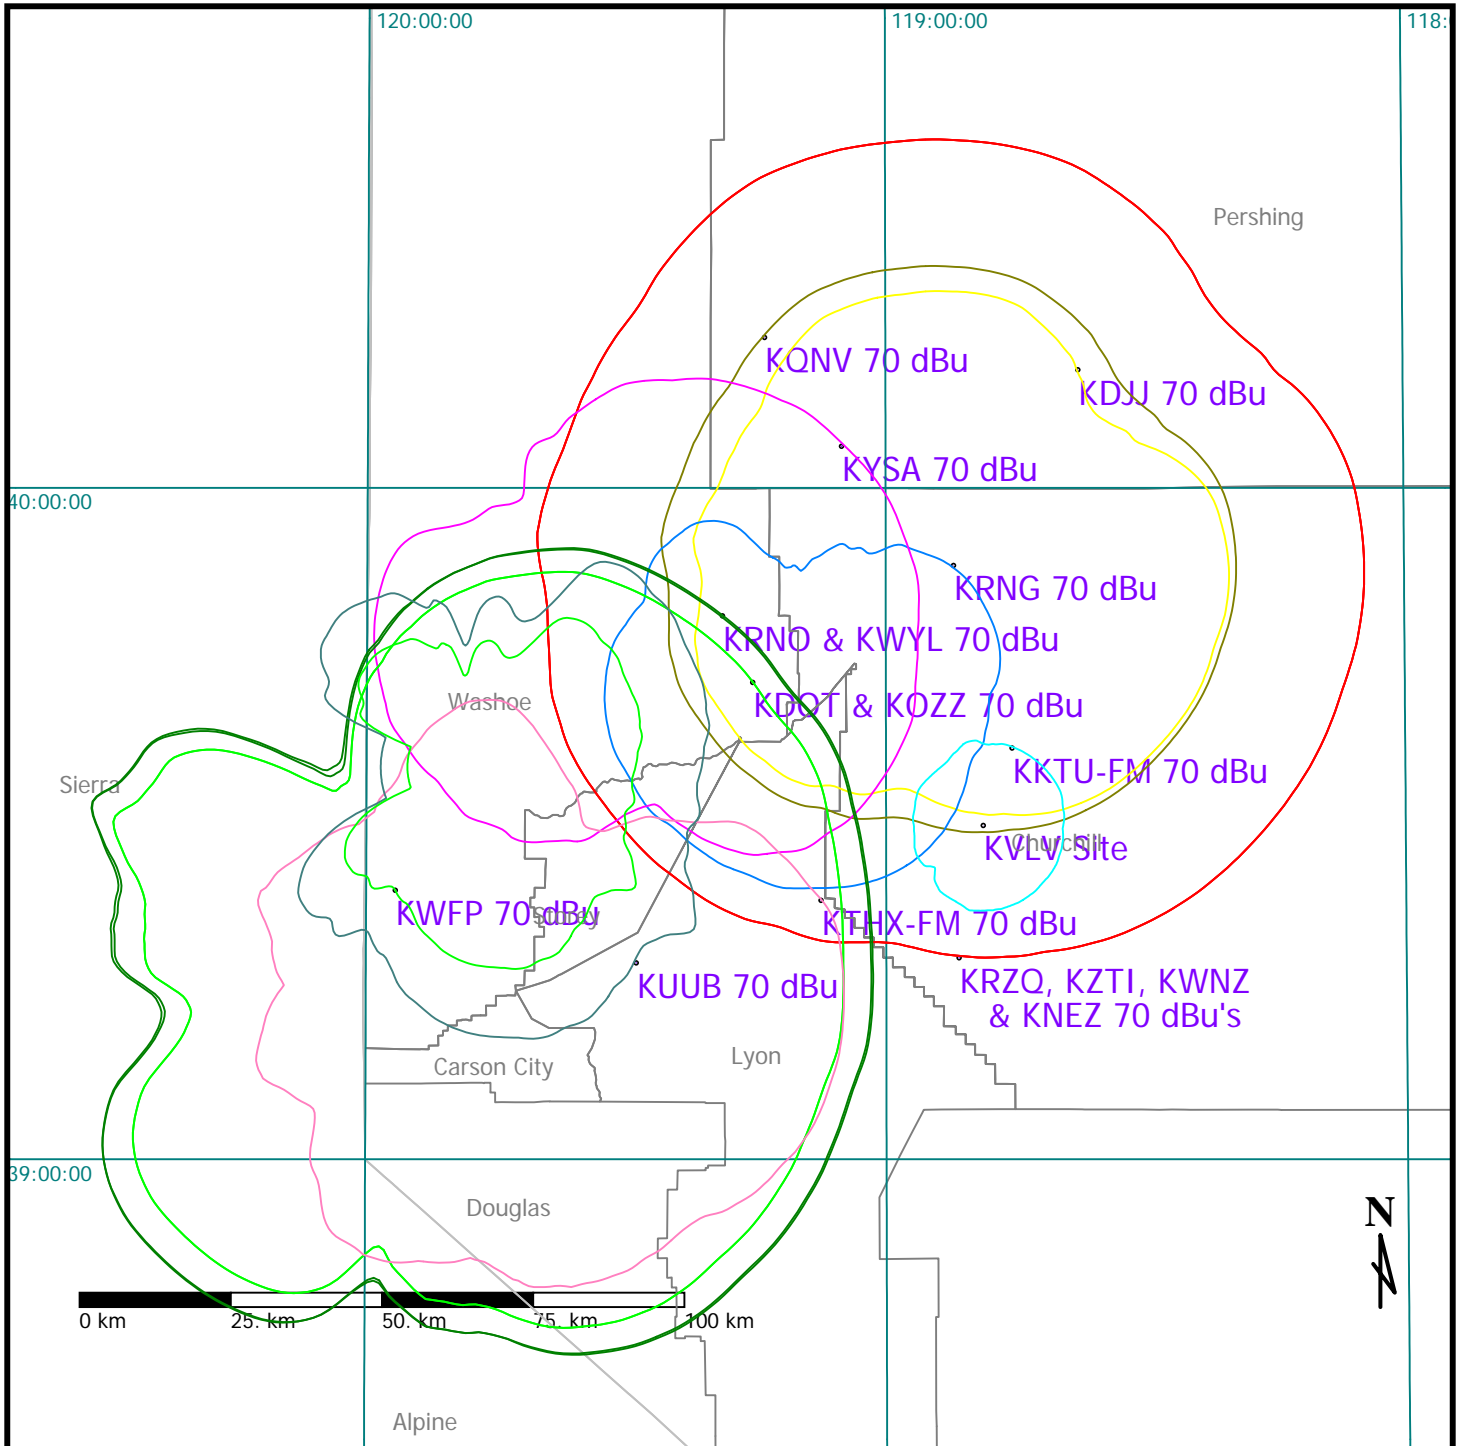 120:00:00
119:00:00
118:
Pershing
KQNV 70 dBu
KDJJ 70 dBu
KYSA 70 dBu
40:00:00
KRNG 70 dBu
KRNO & KWYL 70 dBu
Washoe
KDOT & KOZZ 70 dBu
Sierra
KKTU-FM 70 dBu
Churchill
KVLV Site
KWFP 70 dBu
Storey
KTHX-FM 70 dBu
KUUB 70 dBu
KRZQ, KZTI, KWNZ
& KNEZ 70 dBu's
Lyon
Carson City
39:00:00
Douglas
N
0 km
25. km
50. km
75. km
100 km
Alpine